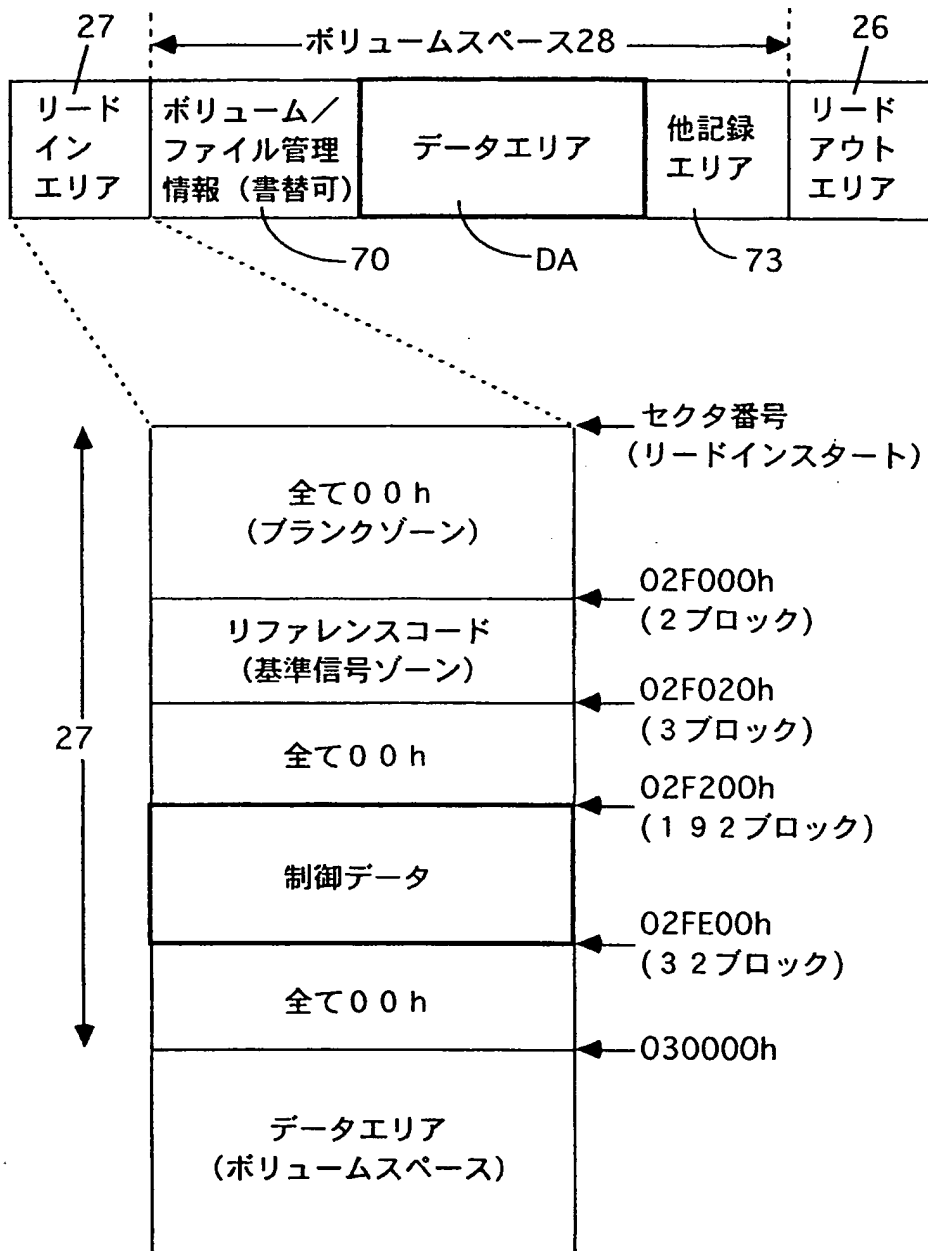 27
ボリュームスペース28
26
リード
イン
エリア
ボリューム／
ファイル管理
情報（書替可）
データエリア
他記録
エリア
リード
アウト
エリア
70
DA
73
セクタ番号
（リードインスタート）
全て００ｈ
（ブランクゾーン）
02F000h
(２ブロック)
リファレンスコード
（基準信号ゾーン）
02F020h
(３ブロック)
27
全て００ｈ
02F200h
(１９２ブロック)
制御データ
02FE00h
(３２ブロック)
全て００ｈ
030000h
データエリア
（ボリュームスペース）